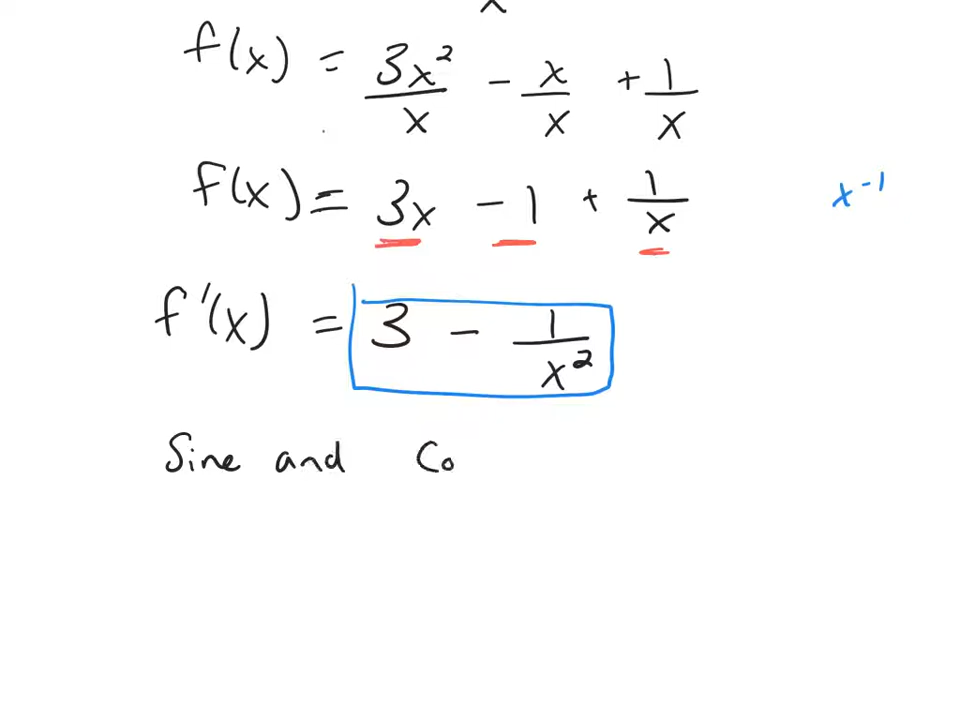 x
f(x) = 3x²/x - x/x + 1/x
f(x) = 3x - 1 + 1/x
x⁻¹
f'(x) = 3 - 1/x²
Sine and Co